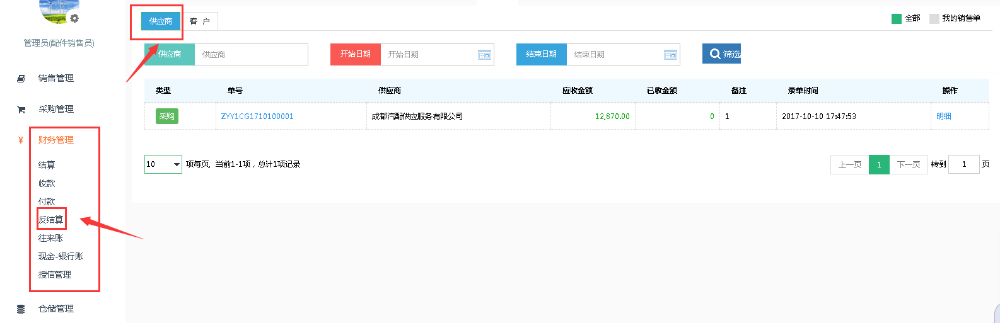 管理员(配件销售员)
销售管理
采购管理
¥ 财务管理
结算
收款
付款
反结算
往来账
现金-银行账
授信管理
仓储管理
供应商 客 户
全部 我的销售单
供应商 供应商 开始日期 开始日期 结束日期 结束日期 筛选
类型 单号 供应商 应收金额 已收金额 备注 录单时间 操作
采购 ZYY1CG1710100001 成都汽配供应服务有限公司 12,870.00 0 1 2017-10-10 17:47:53 明细
10 项每页, 当前1-1项，总计1项记录 上一页 1 下一页 转到 1 页